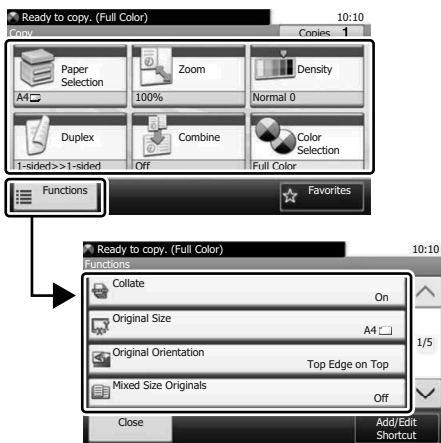 Ready to copy. (Full Color)
10:10
Copy
Copies 1
Paper
Selection
A4
Zoom
100%
Density
Normal 0
Duplex
1-sided>>1-sided
Combine
Off
Color
Selection
Full Color
Functions
Favorites
Ready to copy. (Full Color)
10:10
Functions
Collate
On
Original Size
A4
Original Orientation
Top Edge on Top
Mixed Size Originals
Off
1/5
Close
Add/Edit
Shortcut